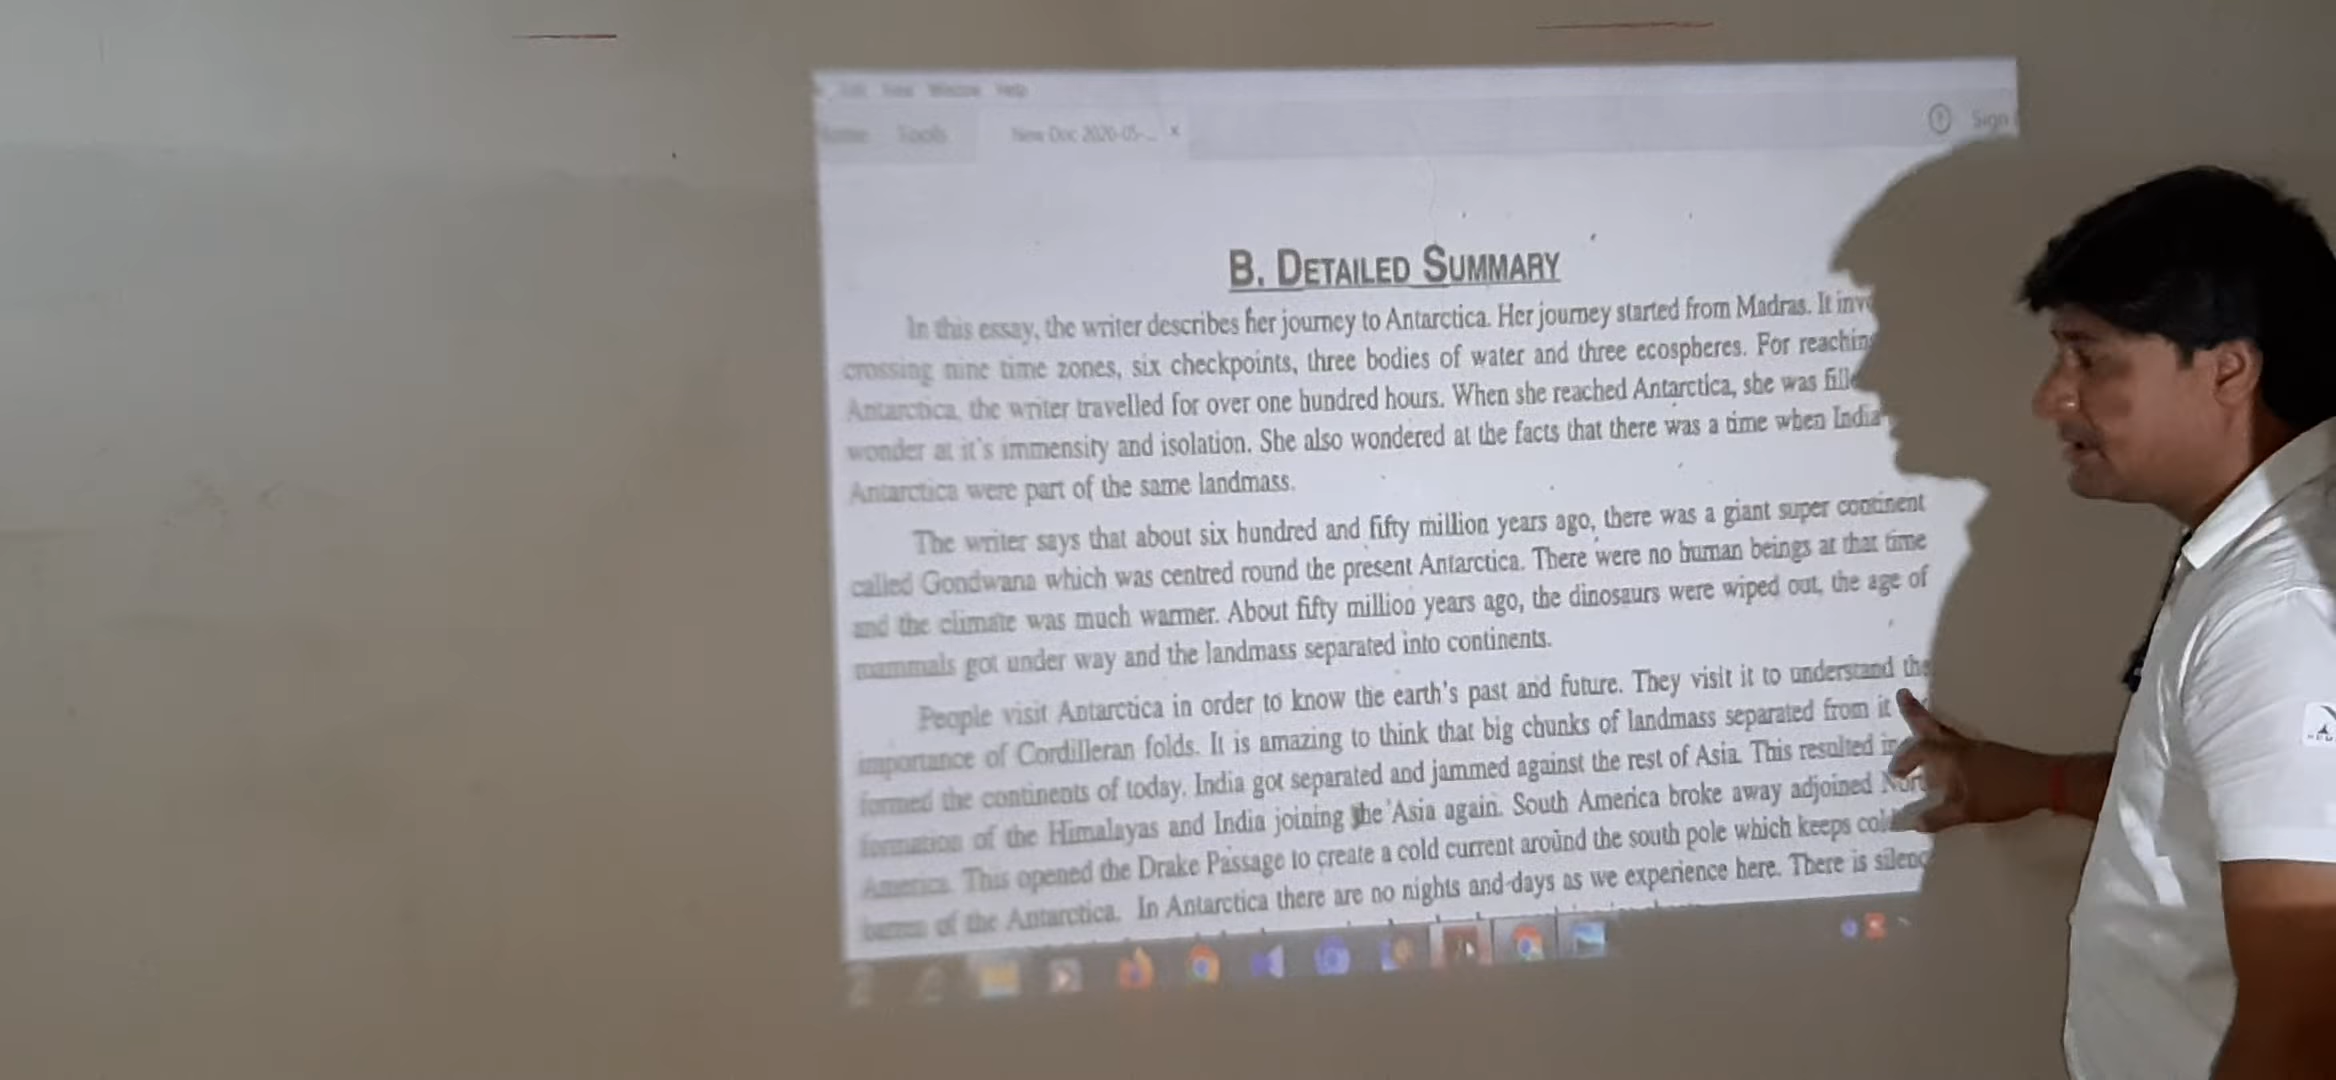 Edit View Window Help
Home Tools New Doc 2020-05-... × ? Sign
B. DETAILED SUMMARY
In this essay, the writer describes her journey to Antarctica. Her journey started from Madras. It
crossing nine time zones, six checkpoints, three bodies of water and three ecospheres. For
Antarctica, the writer travelled for over one hundred hours. When she reached Antarctica, she was
wonder at it's immensity and isolation. She also wondered at the facts that there was a time when India
Antarctica were part of the same landmass.
The writer says that about six hundred and fifty million years ago, there was a giant super continent
called Gondwana which was centred round the present Antarctica. There were no human beings at that time
and the climate was much warmer. About fifty million years ago, the dinosaurs were wiped out, the age of
mammals got under way and the landmass separated into continents.
People visit Antarctica in order to know the earth's past and future. They visit it to understand the
importance of Cordilleran folds. It is amazing to think that big chunks of landmass separated from it
formed the continents of today. India got separated and jammed against the rest of Asia. This resulted in
formation of the Himalayas and India joining the Asia again. South America broke away adjoined
America. This opened the Drake Passage to create a cold current around the south pole which keeps
of the Antarctica. In Antarctica there are no nights and days as we experience here. There is